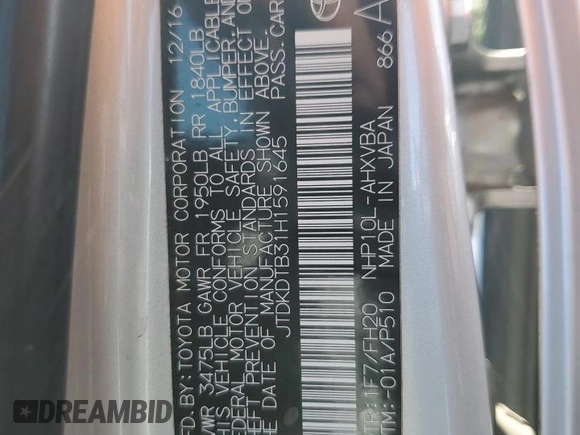 FD.BY:TOYOTA MOTOR CORPORATION 12/16
WR 3475LB GAWR FR 1950LB RR 1840LB
HIS VEHICLE CONFORMS TO ALL APPLICABLE
EDERAL MOTOR VEHICLE SAFETY, BUMPER, AND
HEFT PREVENTION STANDARDS IN EFFECT O
HE DATE OF MANUFACTURE SHOWN ABOVE.
JTDKDTB31H1591645 PASS.CAR
TR:1F7/FH20 NHP10L-AHXVBA
TM:-01A/P510 MADE IN JAPAN 866
A
DREAMBID